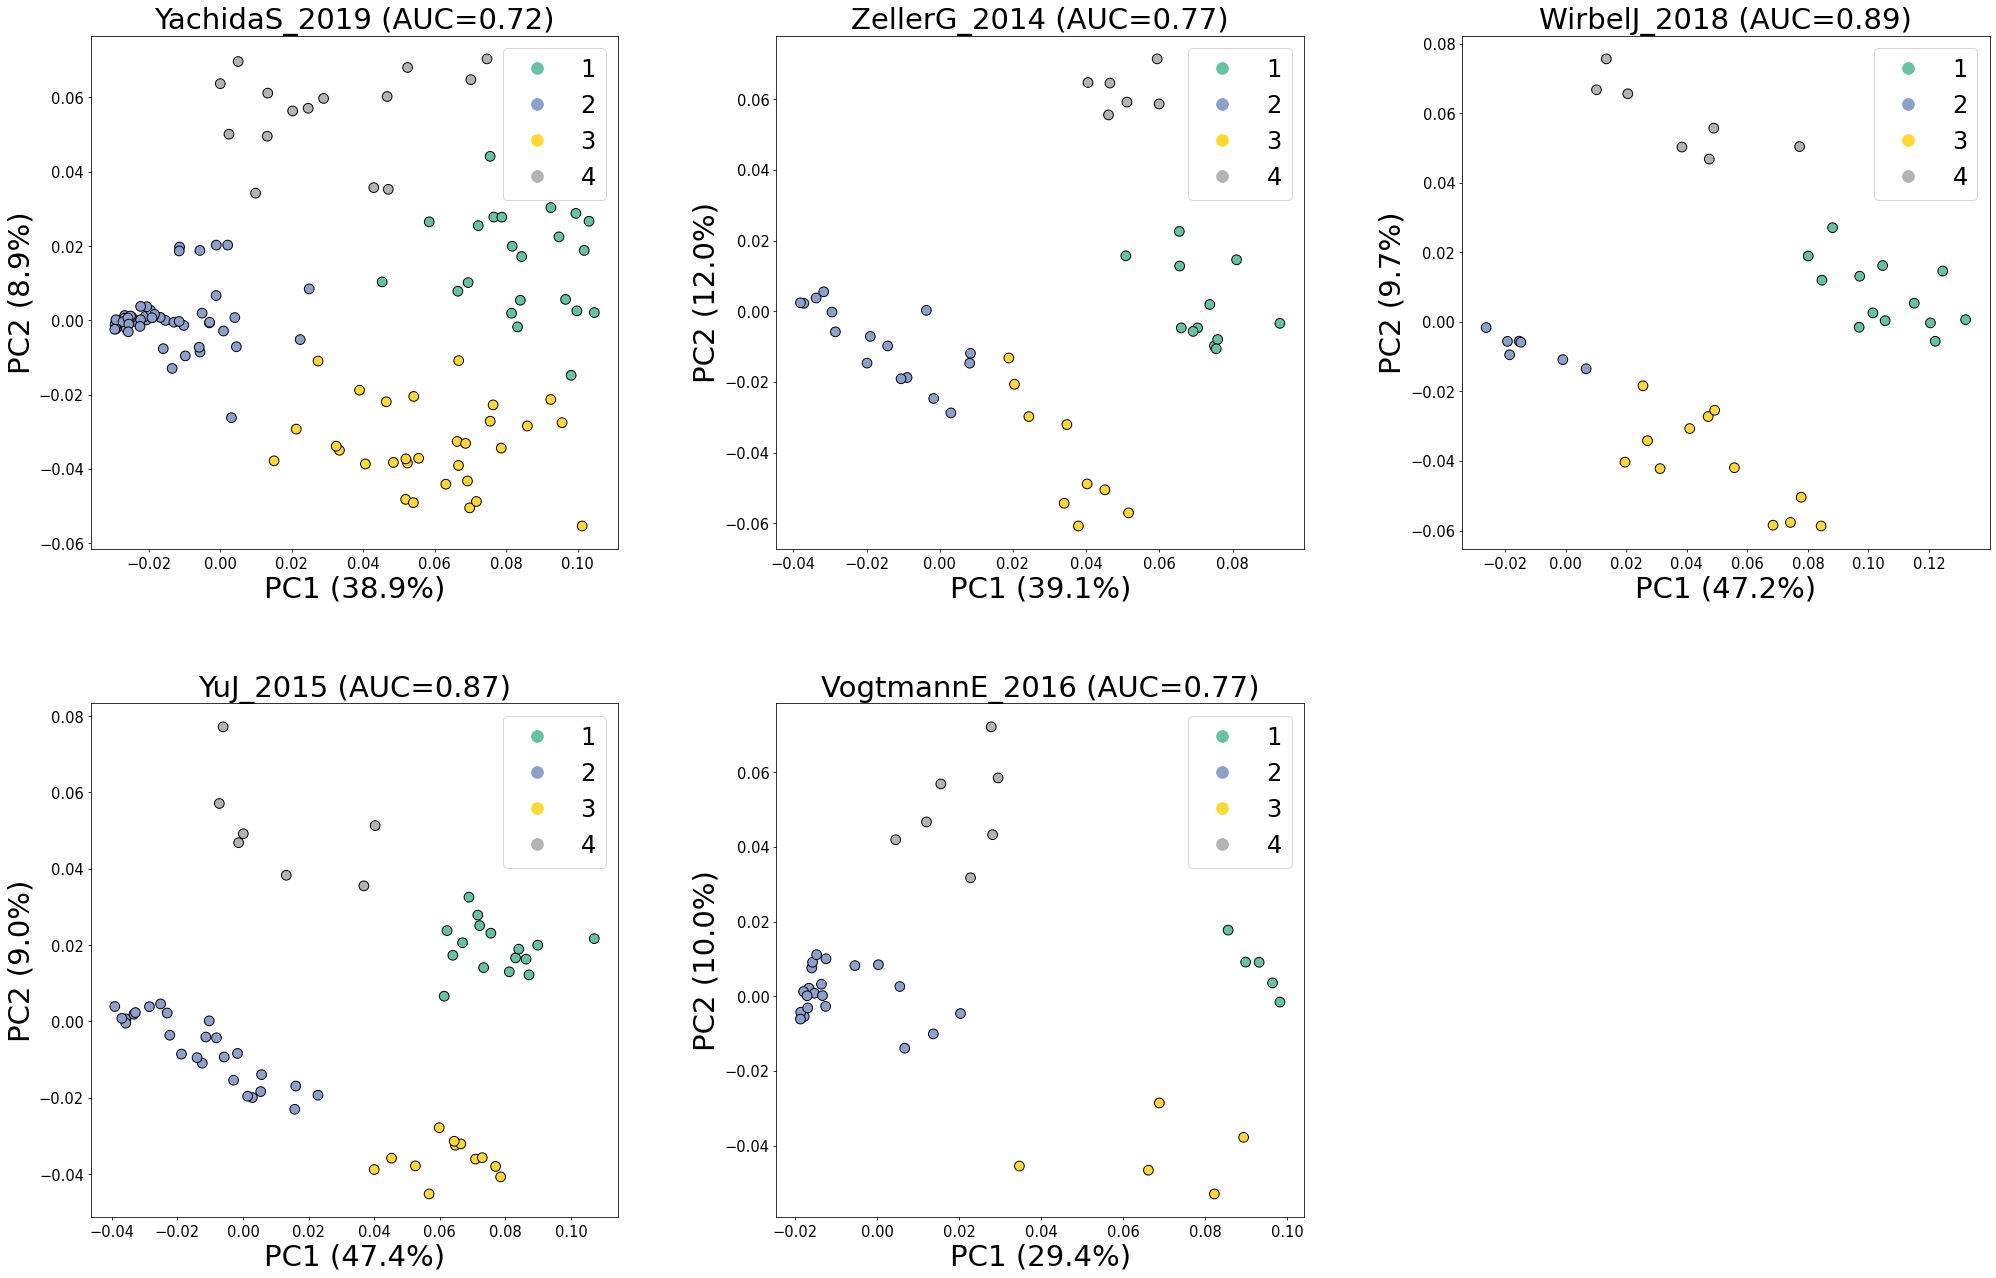 YachidaS_2019 (AUC=0.72)
PC2 (8.9%)
0.06
0.04
0.02
0.00
−0.02
−0.04
−0.06
1
2
3
4
−0.02 0.00 0.02 0.04 0.06 0.08 0.10
PC1 (38.9%)
ZellerG_2014 (AUC=0.77)
PC2 (12.0%)
0.06
0.04
0.02
0.00
−0.02
−0.04
−0.06
1
2
3
4
−0.04 −0.02 0.00 0.02 0.04 0.06 0.08
PC1 (39.1%)
WirbelJ_2018 (AUC=0.89)
PC2 (9.7%)
0.08
0.06
0.04
0.02
0.00
−0.02
−0.04
−0.06
1
2
3
4
−0.02 0.00 0.02 0.04 0.06 0.08 0.10 0.12
PC1 (47.2%)
YuJ_2015 (AUC=0.87)
PC2 (9.0%)
0.08
0.06
0.04
0.02
0.00
−0.02
−0.04
1
2
3
4
−0.04 −0.02 0.00 0.02 0.04 0.06 0.08 0.10
PC1 (47.4%)
VogtmannE_2016 (AUC=0.77)
PC2 (10.0%)
0.06
0.04
0.02
0.00
−0.02
−0.04
1
2
3
4
−0.02 0.00 0.02 0.04 0.06 0.08 0.10
PC1 (29.4%)